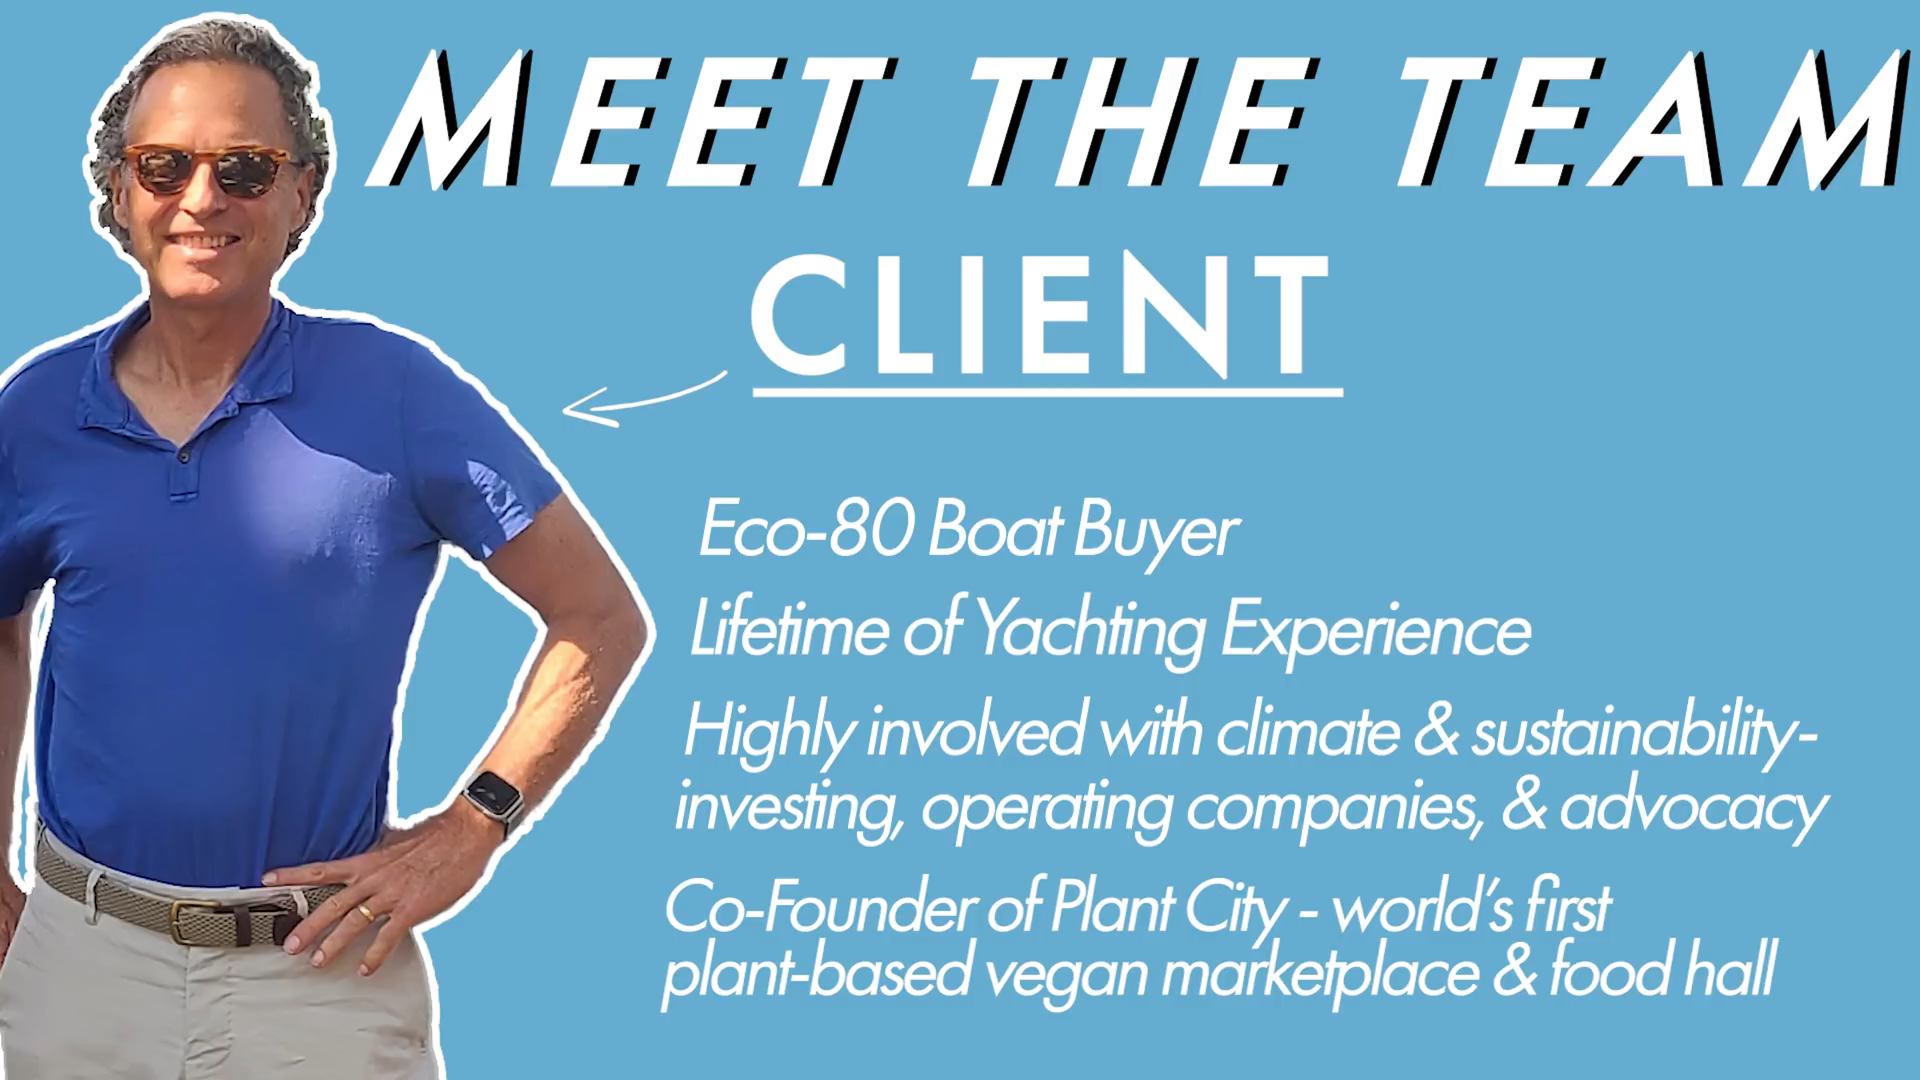 MEET THE TEAM
CLIENT
Eco-80 Boat Buyer
Lifetime of Yachting Experience
Highly involved with climate & sustainability-
investing, operating companies, & advocacy
Co-Founder of Plant City - world's first
plant-based vegan marketplace & food hall